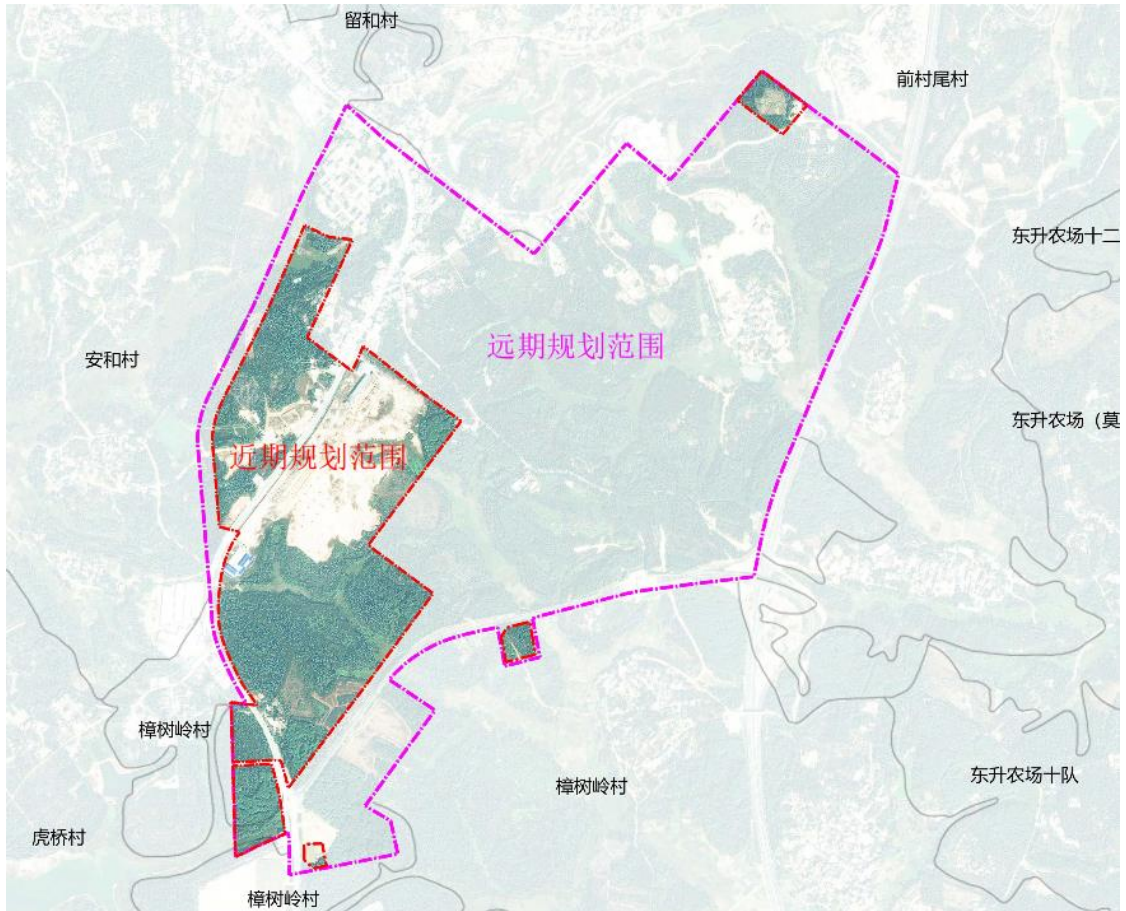 留和村
前村尾村
东升农场十二
远期规划范围
安和村
东升农场（莫
近期规划范围
樟树岭村
樟树岭村
东升农场十队
虎桥村
樟树岭村